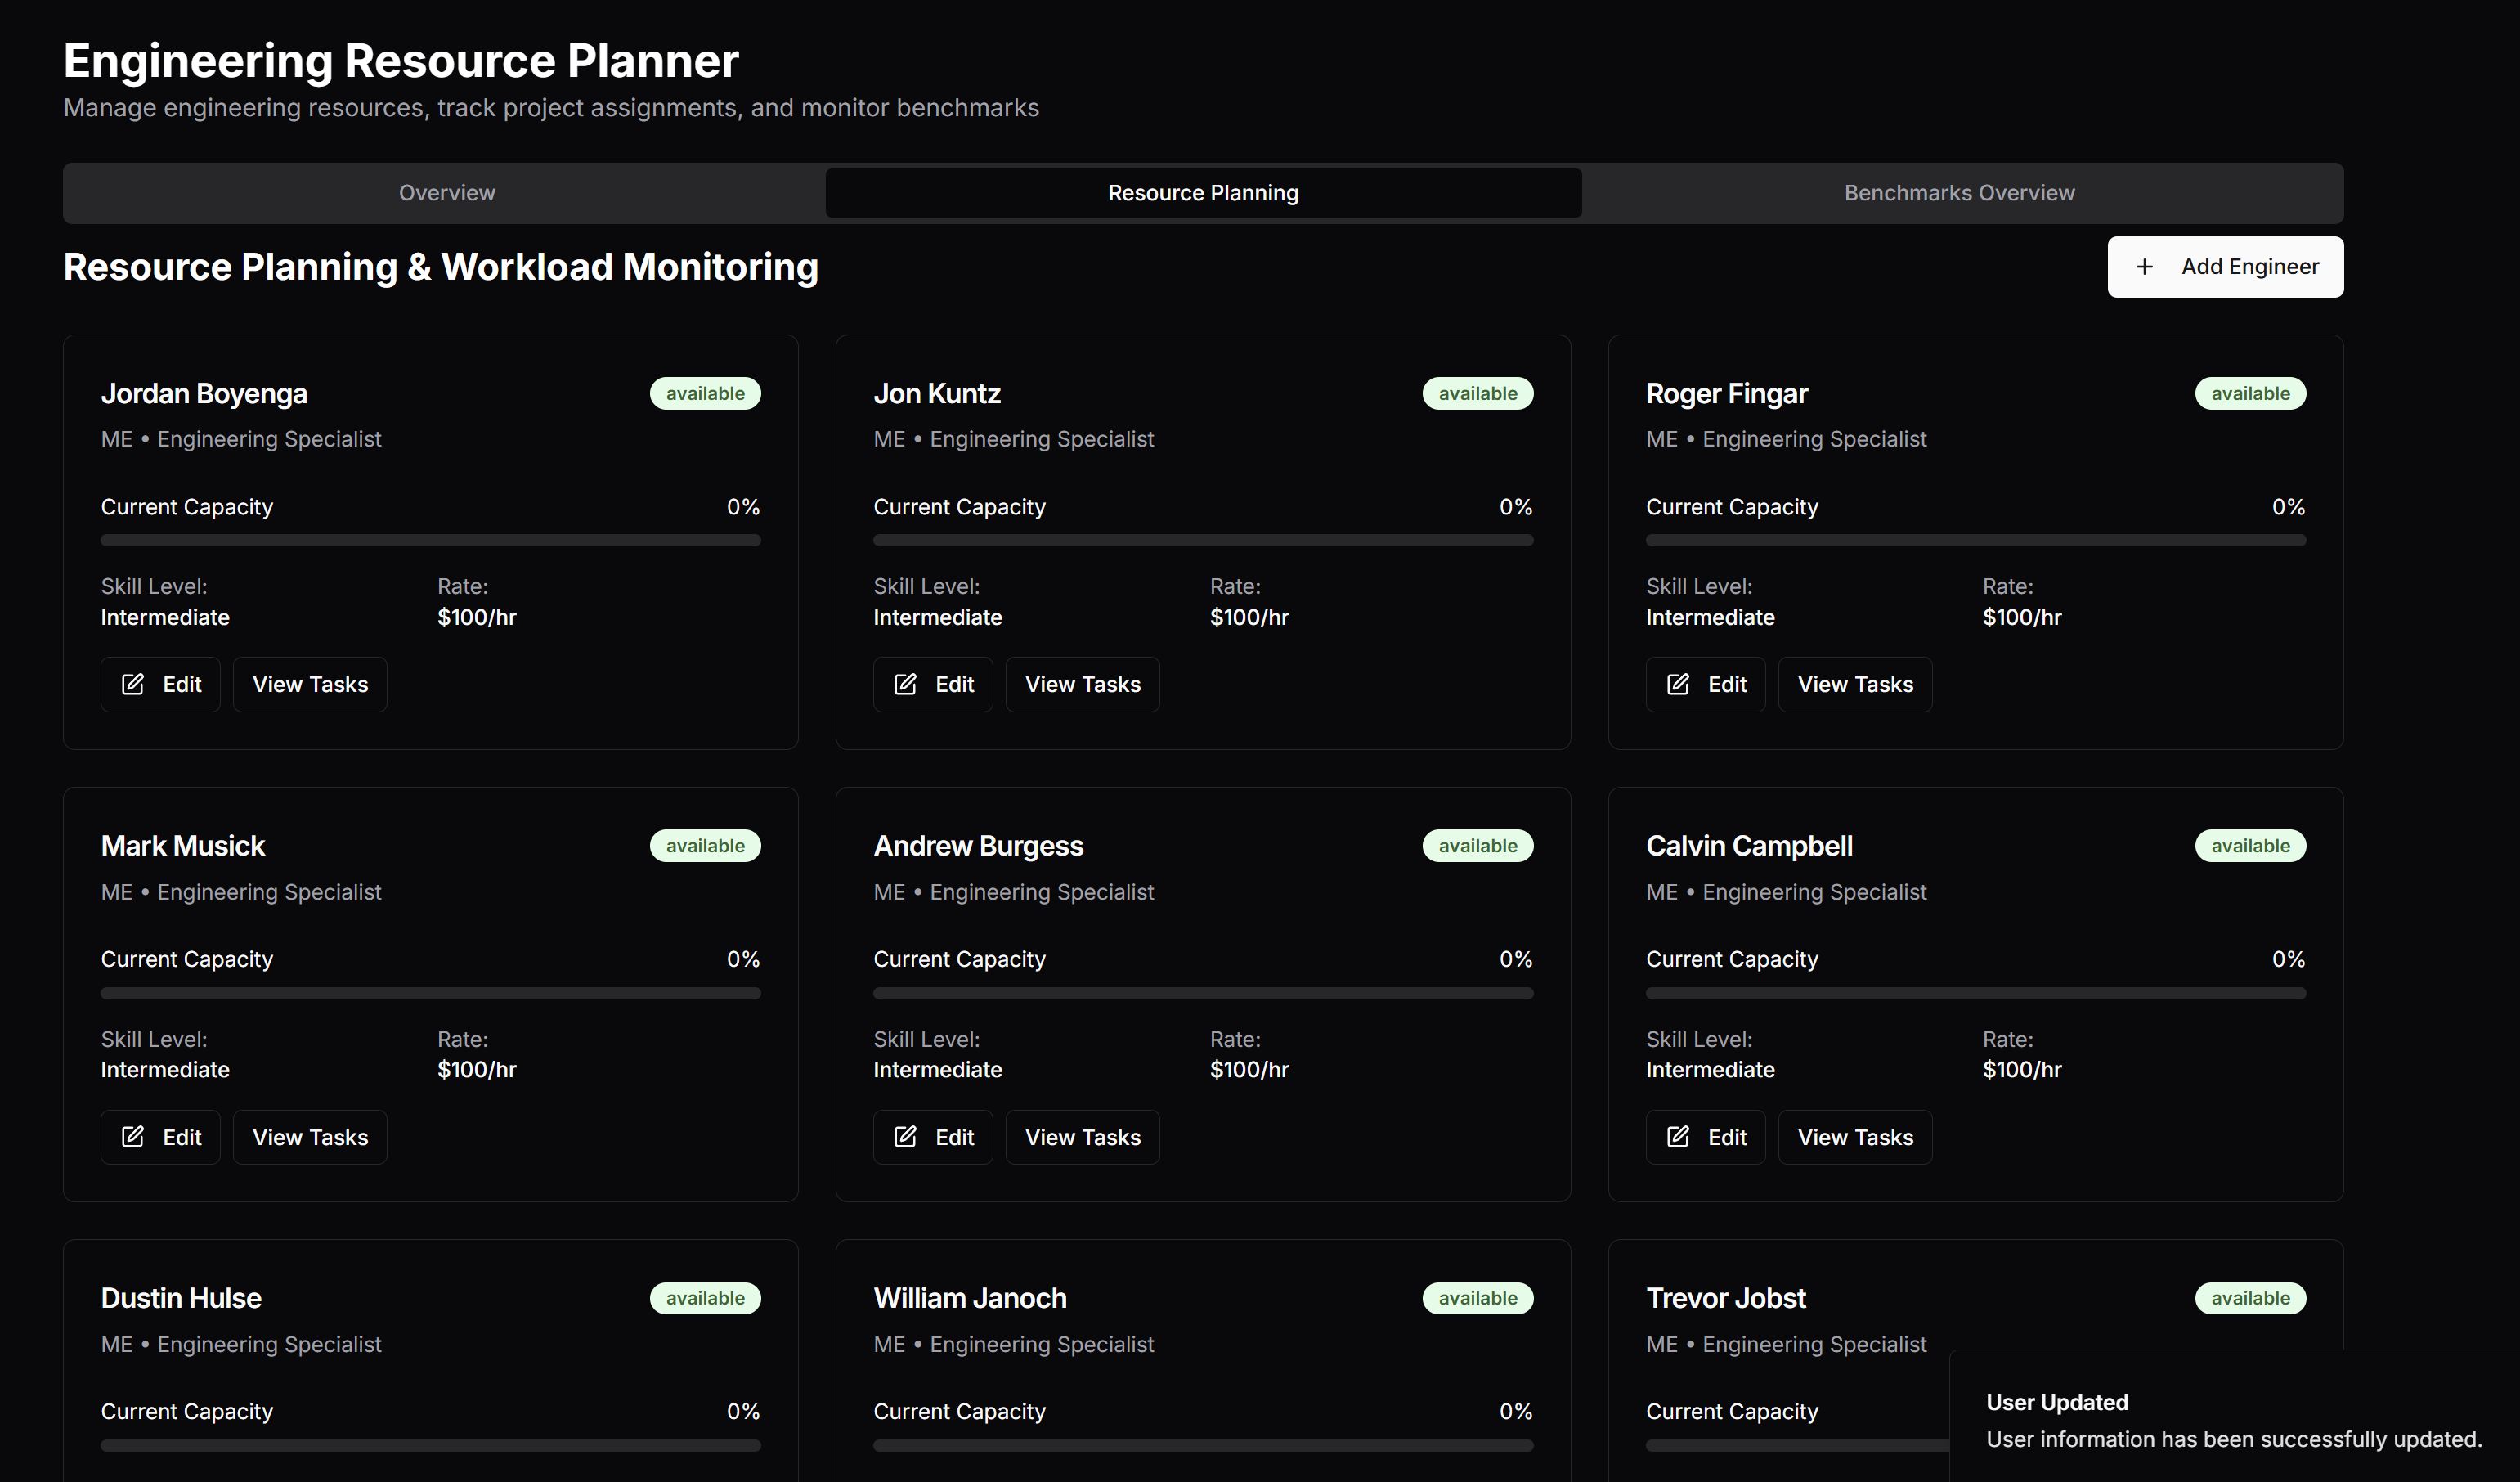 Engineering Resource Planner
Manage engineering resources, track project assignments, and monitor benchmarks
Overview
Resource Planning
Benchmarks Overview
Resource Planning & Workload Monitoring
+ Add Engineer
Jordan Boyenga
available
ME • Engineering Specialist
Current Capacity
0%
Skill Level:
Rate:
Intermediate
$100/hr
Edit
View Tasks
Jon Kuntz
available
ME • Engineering Specialist
Current Capacity
0%
Skill Level:
Rate:
Intermediate
$100/hr
Edit
View Tasks
Roger Fingar
available
ME • Engineering Specialist
Current Capacity
0%
Skill Level:
Rate:
Intermediate
$100/hr
Edit
View Tasks
Mark Musick
available
ME • Engineering Specialist
Current Capacity
0%
Skill Level:
Rate:
Intermediate
$100/hr
Edit
View Tasks
Andrew Burgess
available
ME • Engineering Specialist
Current Capacity
0%
Skill Level:
Rate:
Intermediate
$100/hr
Edit
View Tasks
Calvin Campbell
available
ME • Engineering Specialist
Current Capacity
0%
Skill Level:
Rate:
Intermediate
$100/hr
Edit
View Tasks
Dustin Hulse
available
ME • Engineering Specialist
Current Capacity
0%
William Janoch
available
ME • Engineering Specialist
Current Capacity
0%
Trevor Jobst
available
ME • Engineering Specialist
Current Capacity
User Updated
User information has been successfully updated.